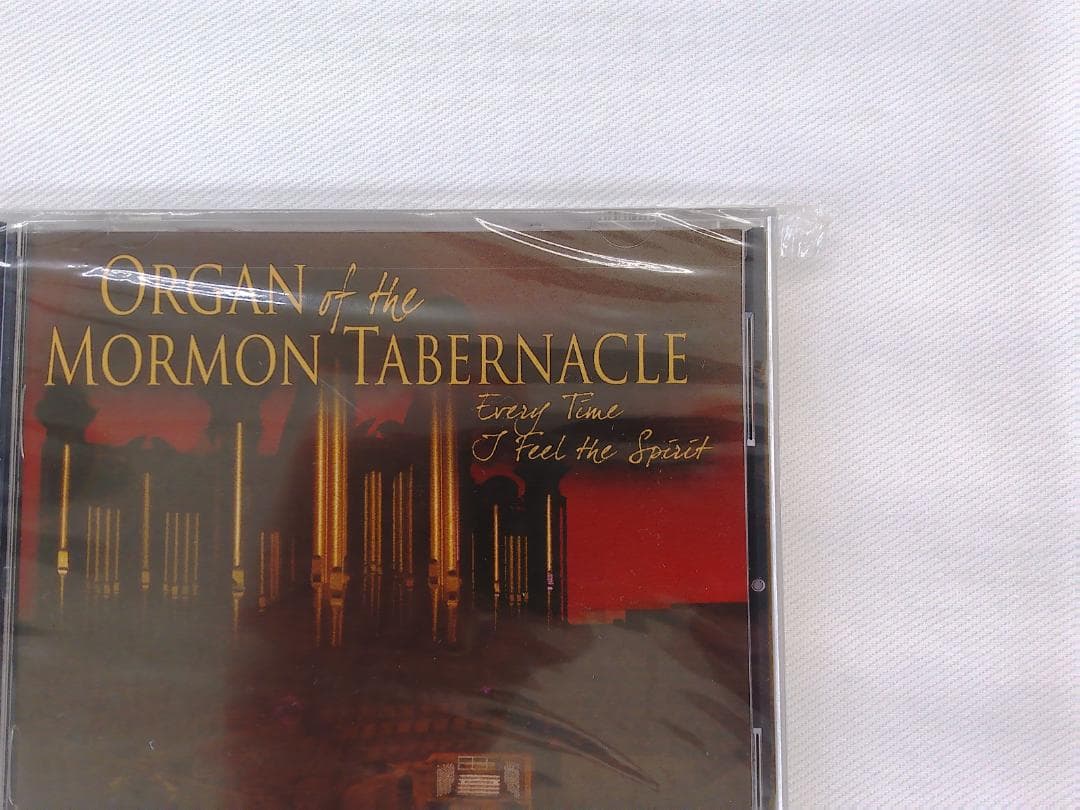 ORGAN of the
MORMON TABERNACLE
Every Time
I Feel the Spirit